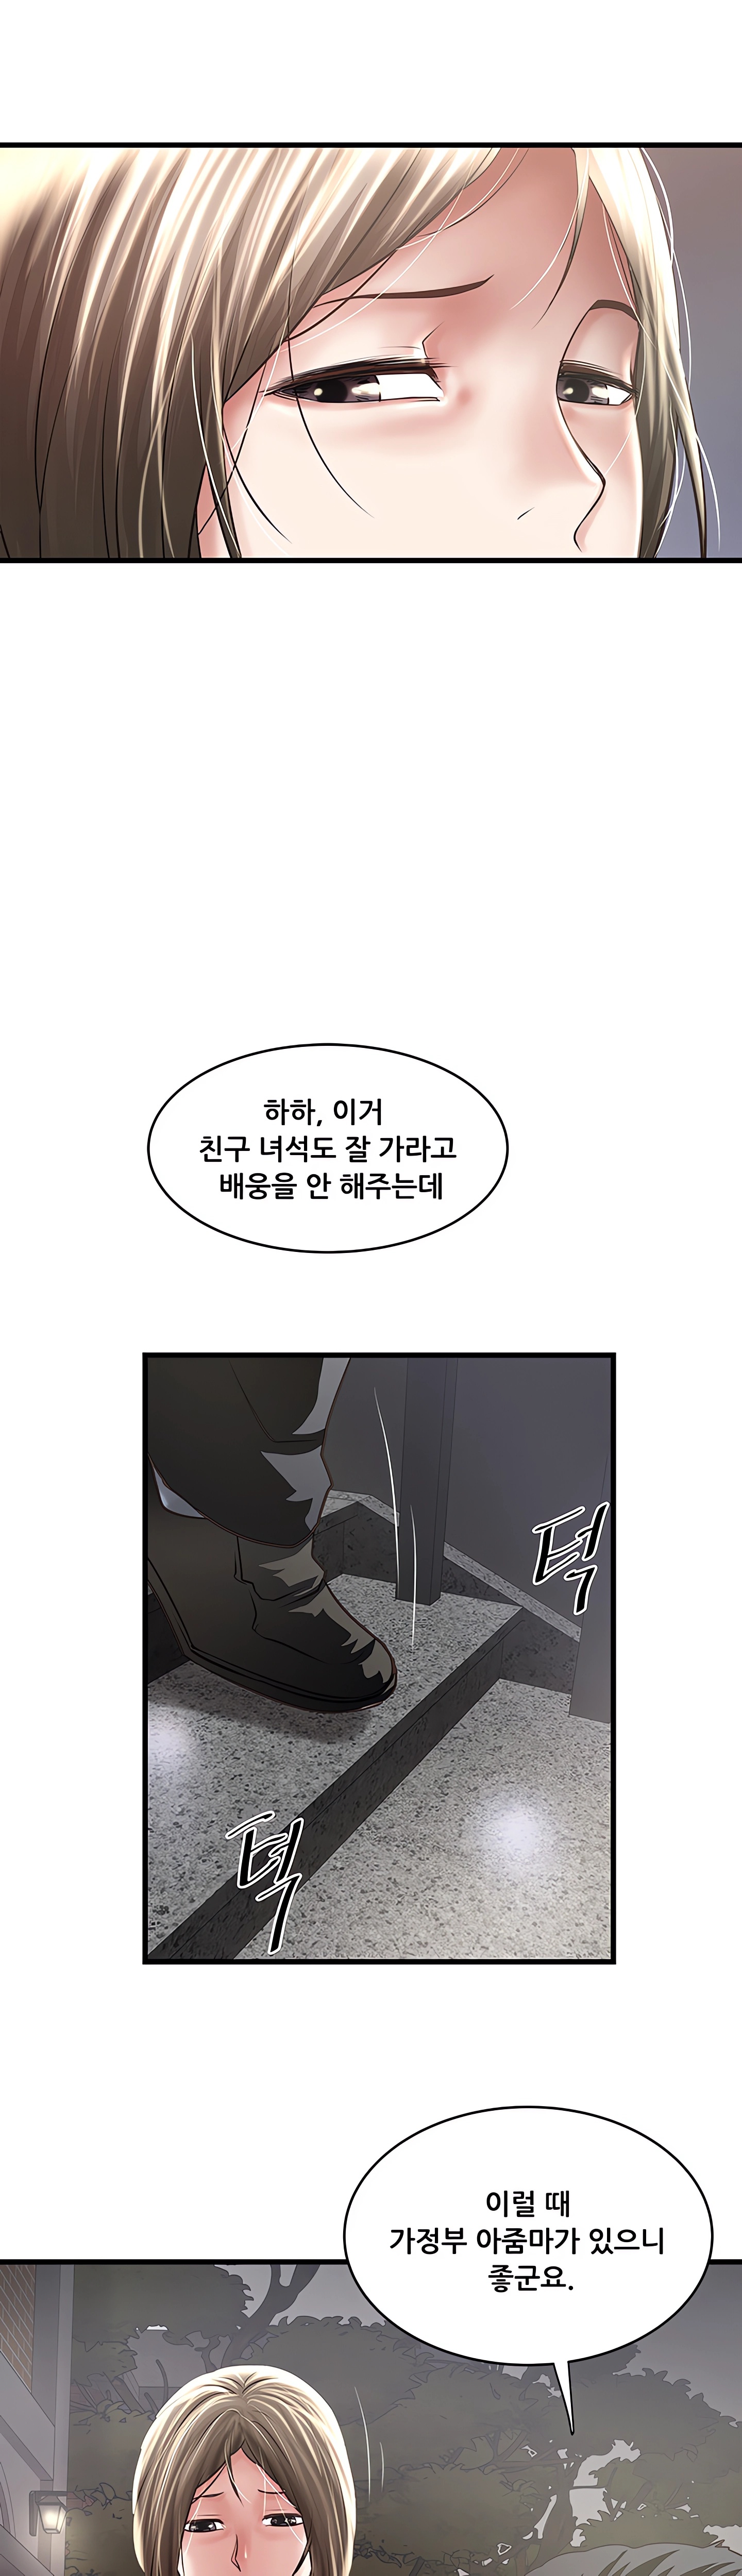 하하, 이거
친구 녀석도 잘 가라고
배웅을 안 해주는데
턱
턱
이럴 때
가정부 아줌마가 있으니
좋군요.